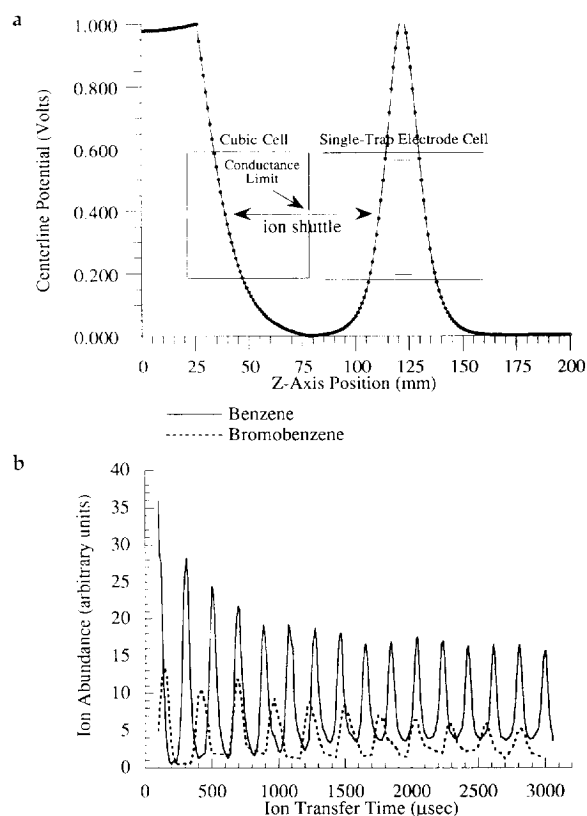 a
Centerline Potential (Volts)
1.000
0.800
0.600
0.400
0.200
0.000
Cubic Cell
Single-Trap Electrode Cell
Conductance
Limit
ion shuttle
0
25
50
75
100
125
150
175
200
Z-Axis Position (mm)
Benzene
Bromobenzene
b
Ion Abundance (arbitrary units)
40
35
30
25
20
15
10
5
0
0
500
1000
1500
2000
2500
3000
Ion Transfer Time (μsec)